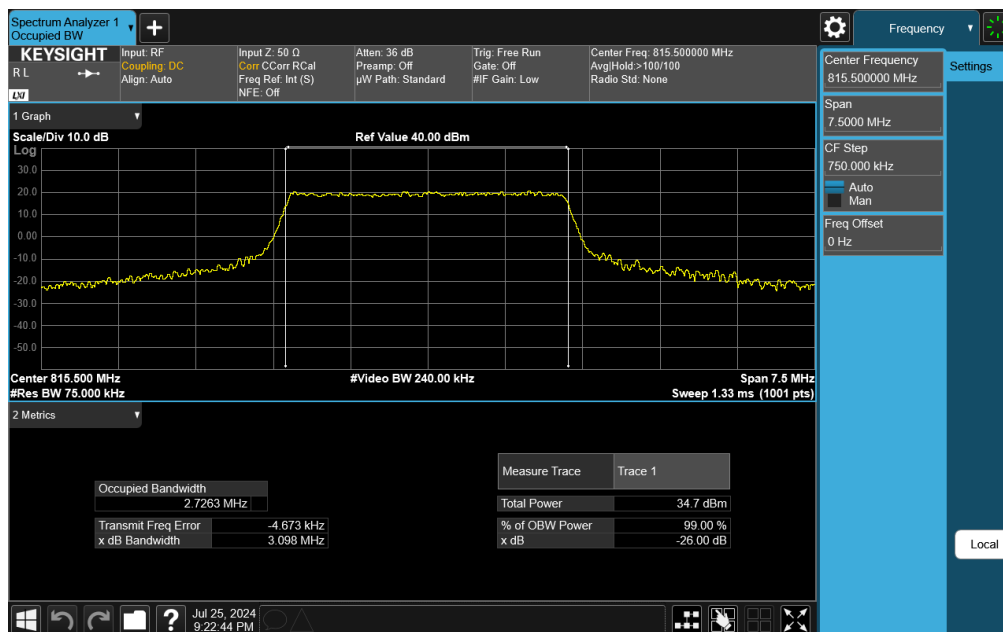 Spectrum Analyzer 1
Occupied BW
+
Frequency
KEYSIGHT
R L
LXI
Input: RF
Coupling: DC
Align: Auto
Input Z: 50 Ω
Corr CCorr RCal
Freq Ref: Int (S)
NFE: Off
Atten: 36 dB
Preamp: Off
µW Path: Standard
Trig: Free Run
Gate: Off
#IF Gain: Low
Center Freq: 815.500000 MHz
Avg|Hold:>100/100
Radio Std: None
Center Frequency
815.500000 MHz
Settings
Span
7.5000 MHz
CF Step
750.000 kHz
Auto
Man
Freq Offset
0 Hz
Local
1 Graph
Scale/Div 10.0 dB
Ref Value 40.00 dBm
Log
30.0
20.0
10.0
0.00
-10.0
-20.0
-30.0
-40.0
-50.0
Center 815.500 MHz
#Video BW 240.00 kHz
Span 7.5 MHz
#Res BW 75.000 kHz
Sweep 1.33 ms (1001 pts)
2 Metrics
Measure Trace Trace 1
Occupied Bandwidth
2.7263 MHz
Total Power 34.7 dBm
Transmit Freq Error -4.673 kHz
% of OBW Power 99.00 %
x dB Bandwidth 3.098 MHz
x dB -26.00 dB
?
Jul 25, 2024
9:22:44 PM